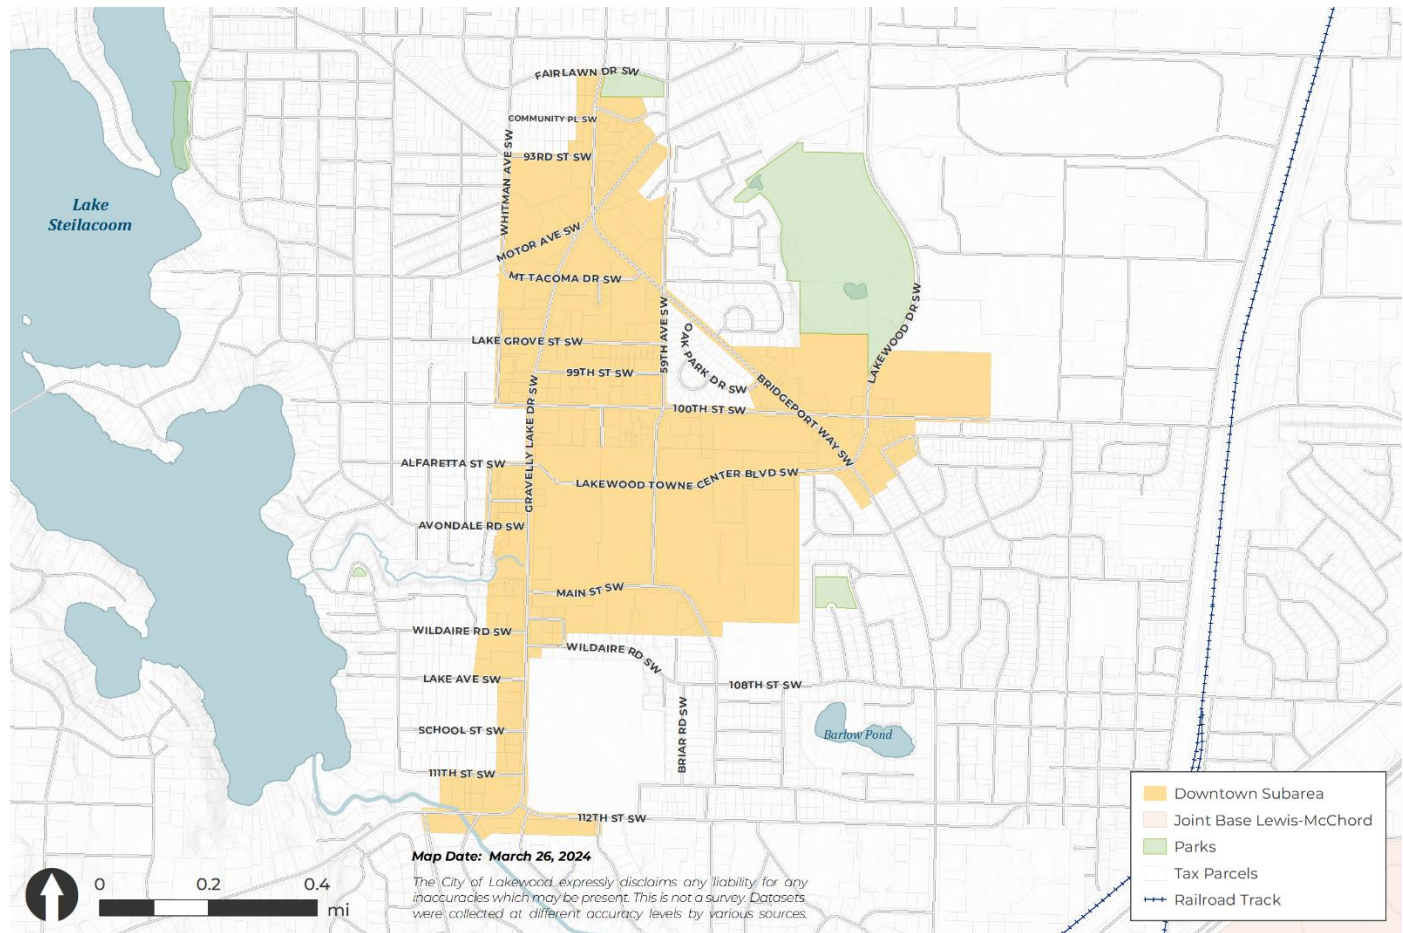 FAIRLAWN DR SW
COMMUNITY PL SW
93RD ST SW
WHITMAN AVE SW
Lake
Steilacoom
MOTOR AVE SW
MT TACOMA DR SW
LAKE GROVE ST SW
59TH AVE SW
OAK PARK DR SW
LAKEWOOD DR SW
99TH ST SW
BRIDGEPORT WAY SW
100TH ST SW
GRAVELLY LAKE DR SW
ALFARETTA ST SW
LAKEWOOD TOWNE CENTER BLVD SW
AVONDALE RD SW
MAIN ST SW
WILDAIRE RD SW
WILDAIRE RD SW
LAKE AVE SW
108TH ST SW
BRIAR RD SW
SCHOOL ST SW
Barlow Pond
111TH ST SW
112TH ST SW
Downtown Subarea
Joint Base Lewis-McChord
Parks
Tax Parcels
Railroad Track
Map Date: March 26, 2024
The City of Lakewood expressly disclaims any liability for any
inaccuracies which may be present. This is not a survey. Datasets
were collected at different accuracy levels by various sources.
0 0.2 0.4
mi